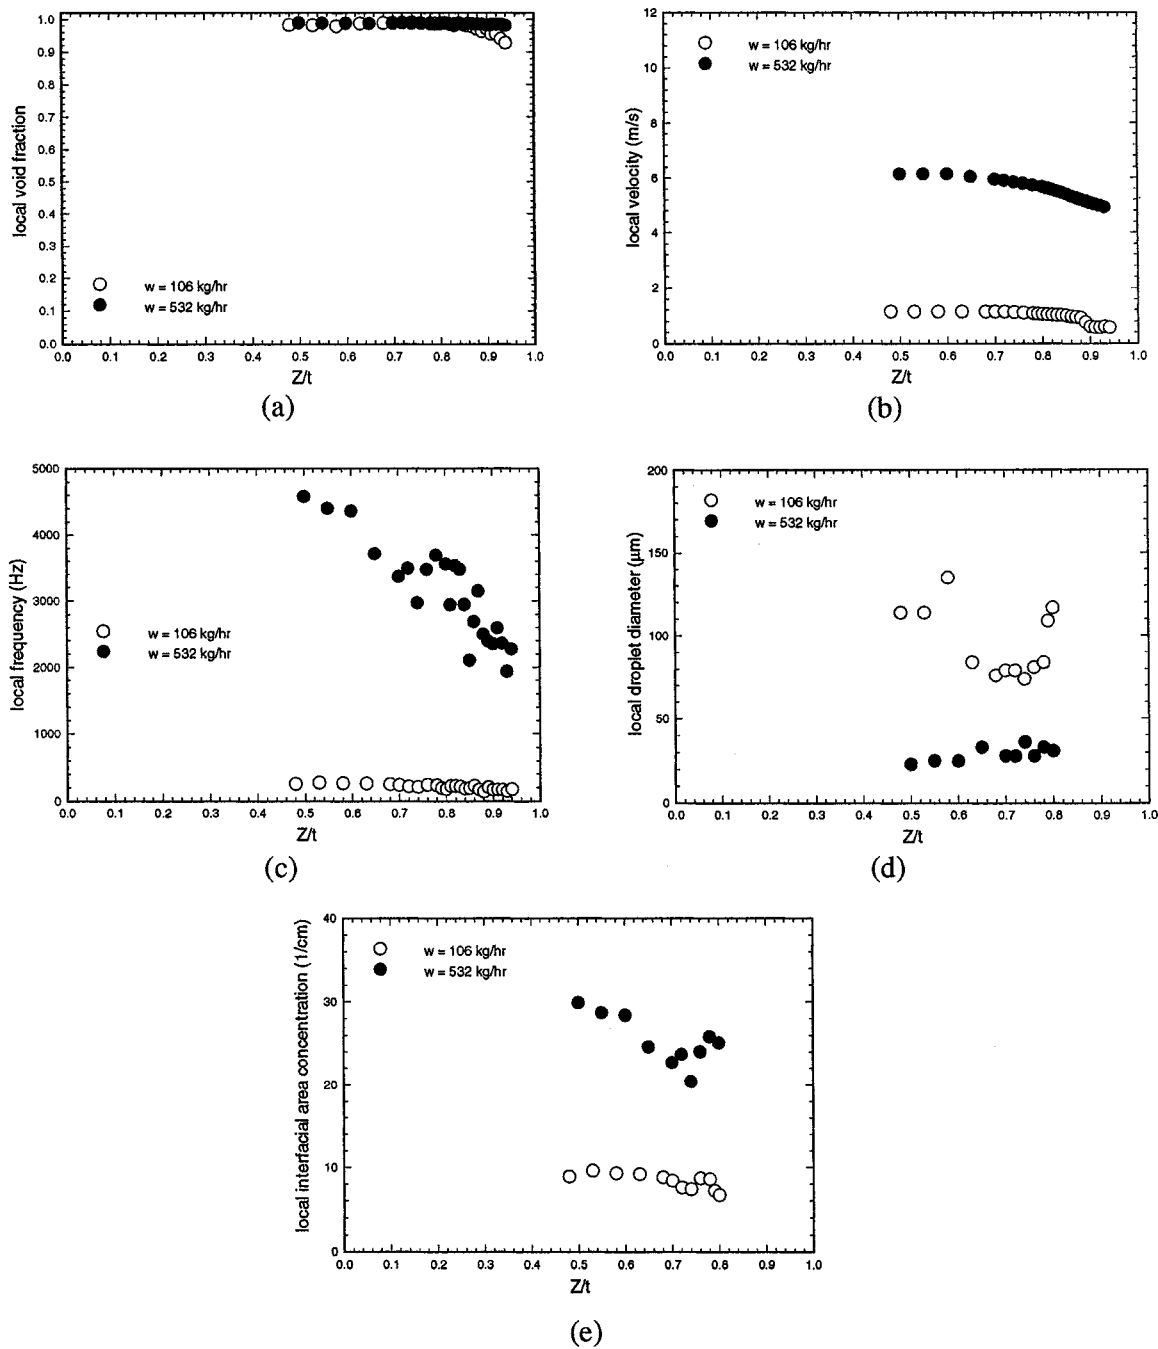 1.0
0.9
0.8
0.7
0.6
0.5
0.4
0.3
0.2
0.1
0.0
local void fraction
w = 106 kg/hr
w = 532 kg/hr
0.0 0.1 0.2 0.3 0.4 0.5 0.6 0.7 0.8 0.9 1.0
Z/t
(a)
12
10
8
6
4
2
0
local velocity (m/s)
w = 106 kg/hr
w = 532 kg/hr
0.0 0.1 0.2 0.3 0.4 0.5 0.6 0.7 0.8 0.9 1.0
Z/t
(b)
5000
4000
3000
2000
1000
0
local frequency (Hz)
w = 106 kg/hr
w = 532 kg/hr
0.0 0.1 0.2 0.3 0.4 0.5 0.6 0.7 0.8 0.9 1.0
Z/t
(c)
200
150
100
50
0
local droplet diameter (μm)
w = 106 kg/hr
w = 532 kg/hr
0.0 0.1 0.2 0.3 0.4 0.5 0.6 0.7 0.8 0.9 1.0
Z/t
(d)
40
30
20
10
0
local interfacial area concentration (1/cm)
w = 106 kg/hr
w = 532 kg/hr
0.0 0.1 0.2 0.3 0.4 0.5 0.6 0.7 0.8 0.9 1.0
Z/t
(e)